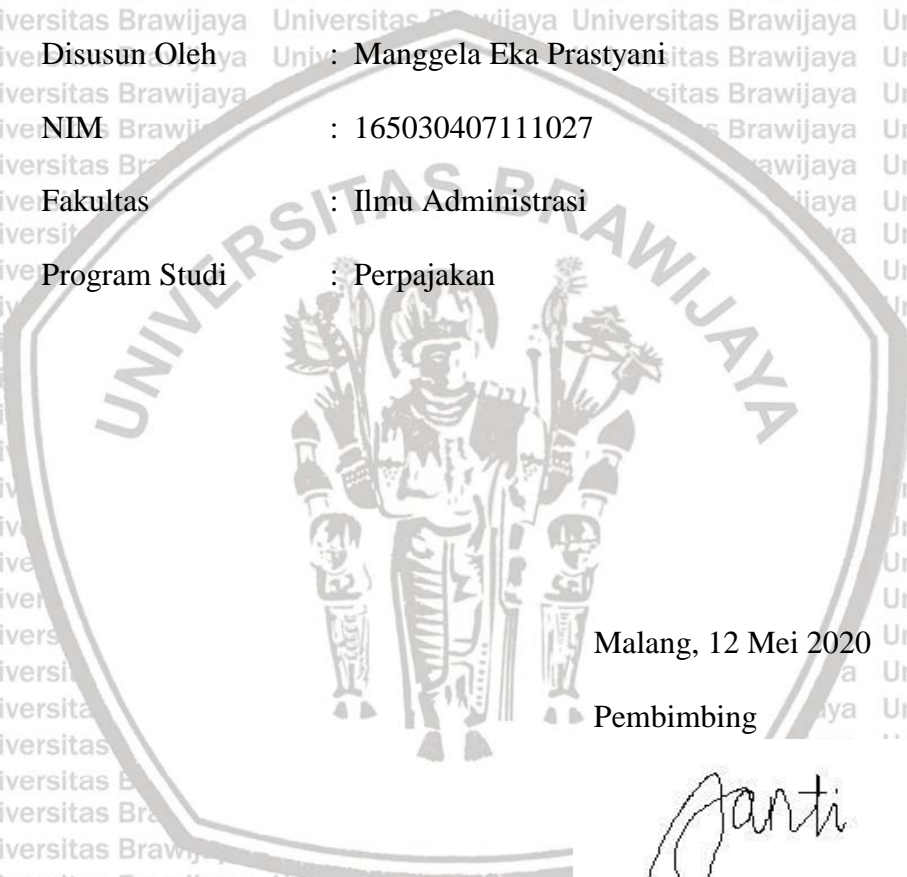 Disusun Oleh : Manggela Eka Prastyani
NIM : 165030407111027
Fakultas : Ilmu Administrasi
Program Studi : Perpajakan
UNIVERSITAS BRAWIJAYA
Malang, 12 Mei 2020
Pembimbing